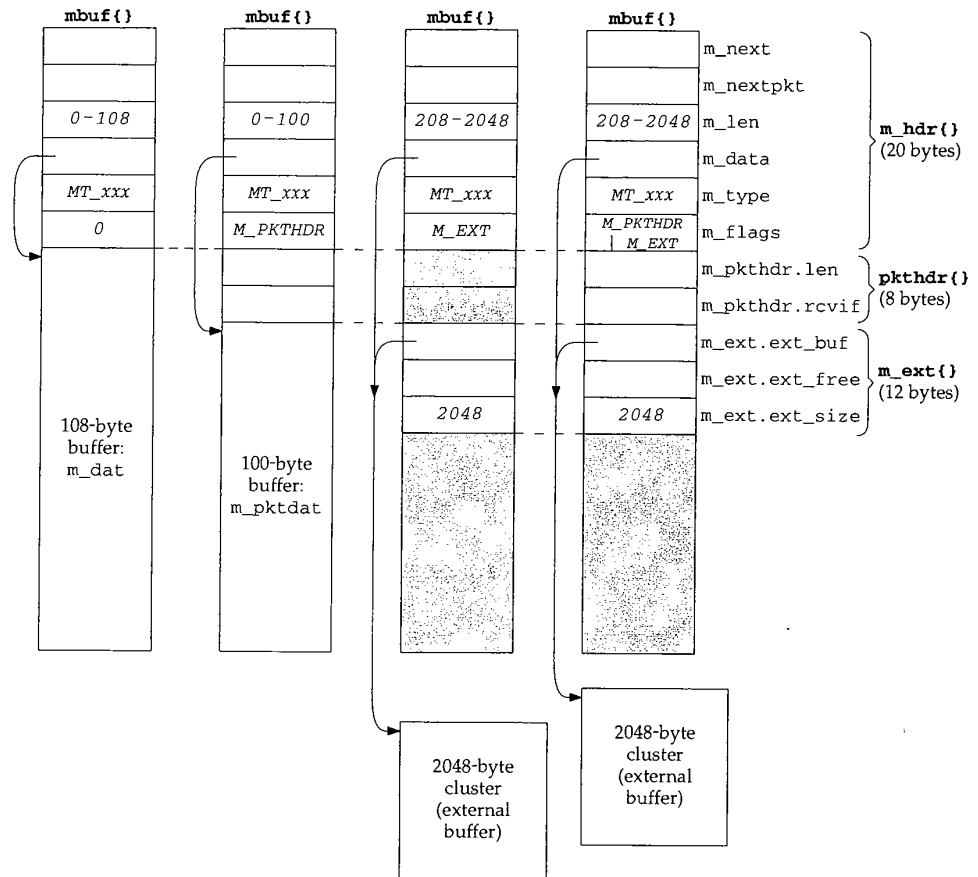 mbuf{} mbuf{} mbuf{} mbuf{}
m_next
m_nextpkt
0-108 0-100 208-2048 208-2048 m_len
m_data
MT_xxx MT_xxx MT_xxx MT_xxx m_type
0 M_PKTHDR M_EXT M_PKTHDR | M_EXT m_flags
m_hdr{}
(20 bytes)
m_pkthdr.len
m_pkthdr.rcvif
pkthdr{}
(8 bytes)
m_ext.ext_buf
m_ext.ext_free
2048 2048 m_ext.ext_size
m_ext{}
(12 bytes)
108-byte
buffer:
m_dat
100-byte
buffer:
m_pktdat
2048-byte
cluster
(external
buffer)
2048-byte
cluster
(external
buffer)